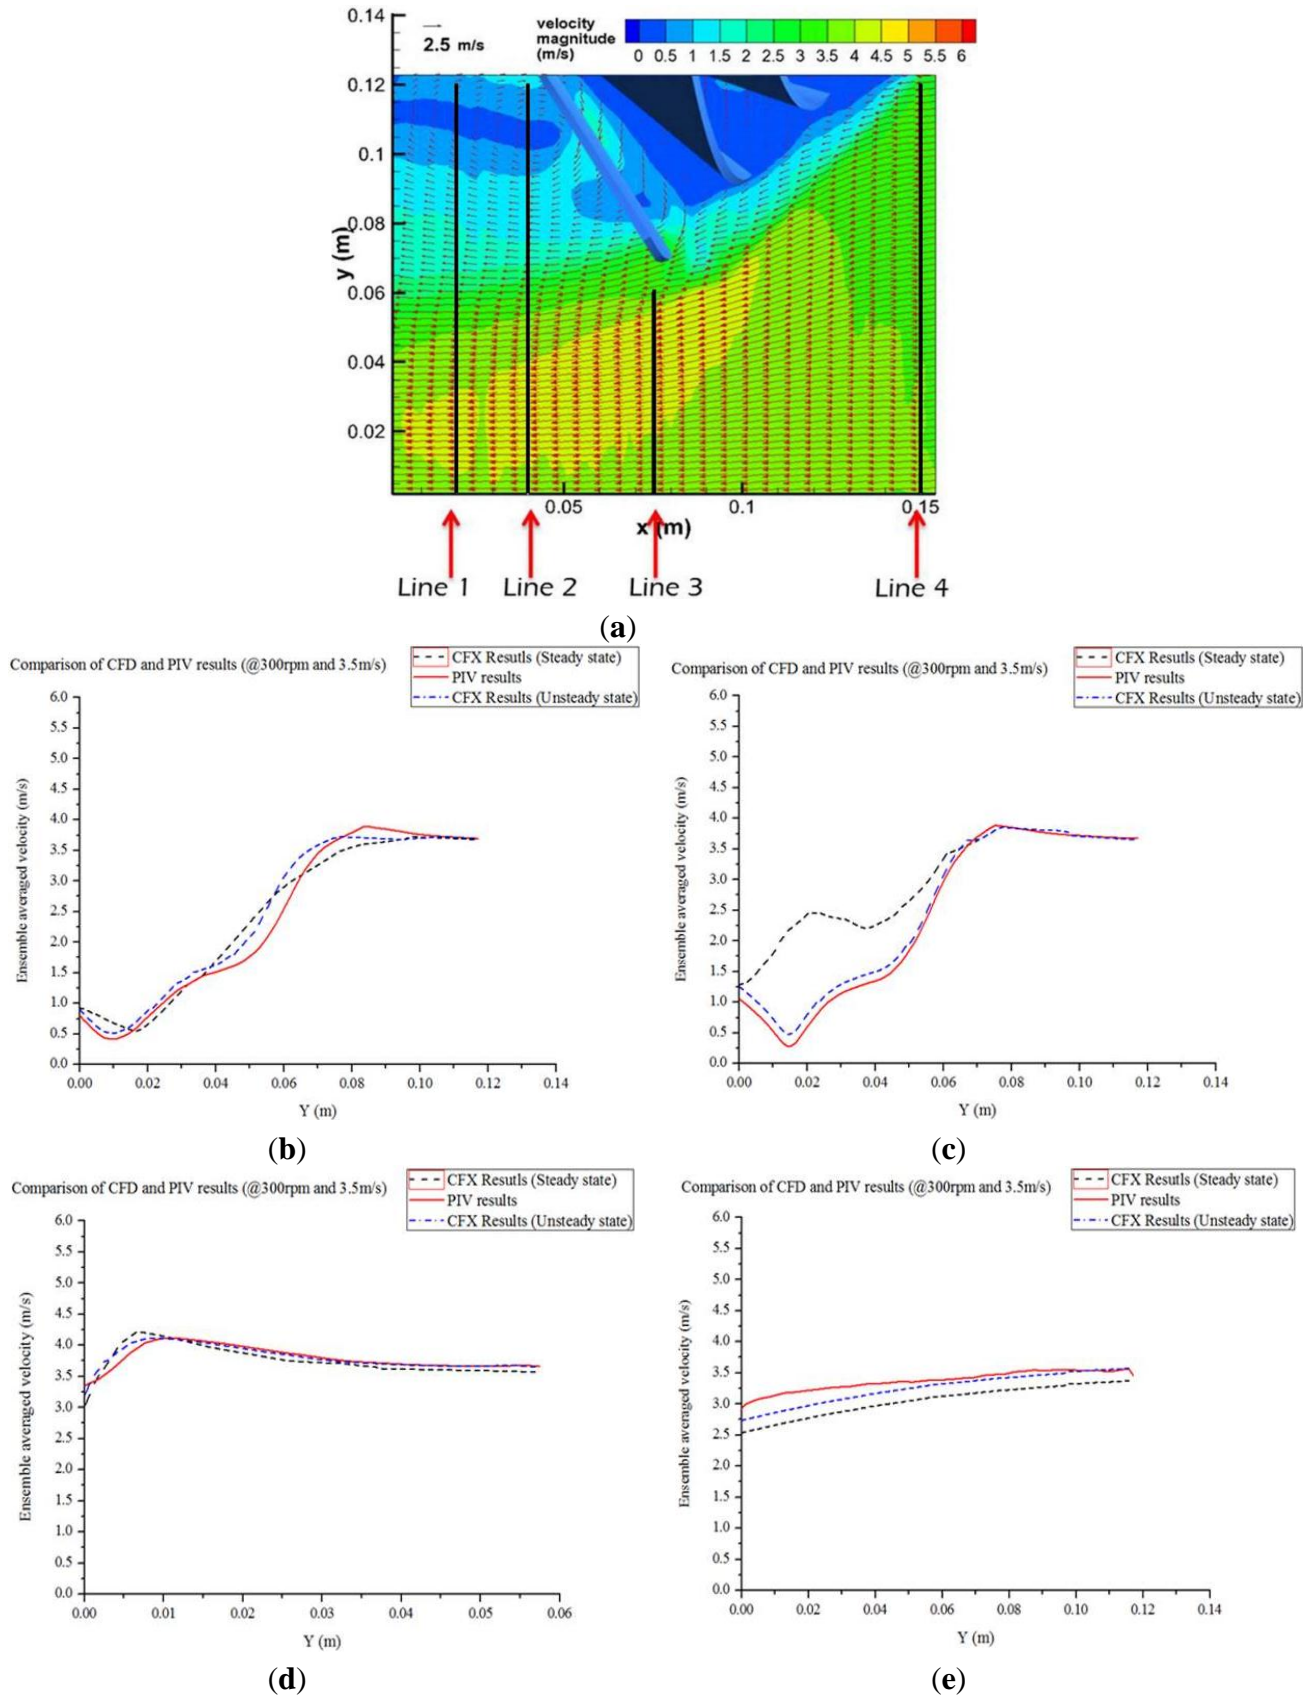 0.14
0.12
0.1
0.08
0.06
0.04
0.02
y (m)
2.5 m/s
velocity
magnitude
(m/s)
0 0.5 1 1.5 2 2.5 3 3.5 4 4.5 5 5.5 6
0.05 0.1 0.15
x (m)
Line 1 Line 2 Line 3 Line 4
(a)
Comparison of CFD and PIV results (@300rpm and 3.5m/s)
CFX Resutls (Steady state)
PIV results
CFX Results (Unsteady state)
6.0
5.5
5.0
4.5
4.0
3.5
3.0
2.5
2.0
1.5
1.0
0.5
0.0
Ensemble averaged velocity (m/s)
0.00 0.02 0.04 0.06 0.08 0.10 0.12 0.14
Y (m)
(b)
Comparison of CFD and PIV results (@300rpm and 3.5m/s)
CFX Resutls (Steady state)
PIV results
CFX Results (Unsteady state)
6.0
5.5
5.0
4.5
4.0
3.5
3.0
2.5
2.0
1.5
1.0
0.5
0.0
Ensemble averaged velocity (m/s)
0.00 0.02 0.04 0.06 0.08 0.10 0.12 0.14
Y (m)
(c)
Comparison of CFD and PIV results (@300rpm and 3.5m/s)
CFX Resutls (Steady state)
PIV results
CFX Results (Unsteady state)
6.0
5.5
5.0
4.5
4.0
3.5
3.0
2.5
2.0
1.5
1.0
0.5
0.0
Ensemble averaged velocity (m/s)
0.00 0.01 0.02 0.03 0.04 0.05 0.06
Y (m)
(d)
Comparison of CFD and PIV results (@300rpm and 3.5m/s)
CFX Resutls (Steady state)
PIV results
CFX Results (Unsteady state)
6.0
5.5
5.0
4.5
4.0
3.5
3.0
2.5
2.0
1.5
1.0
0.5
0.0
Ensemble averaged velocity (m/s)
0.00 0.02 0.04 0.06 0.08 0.10 0.12 0.14
Y (m)
(e)